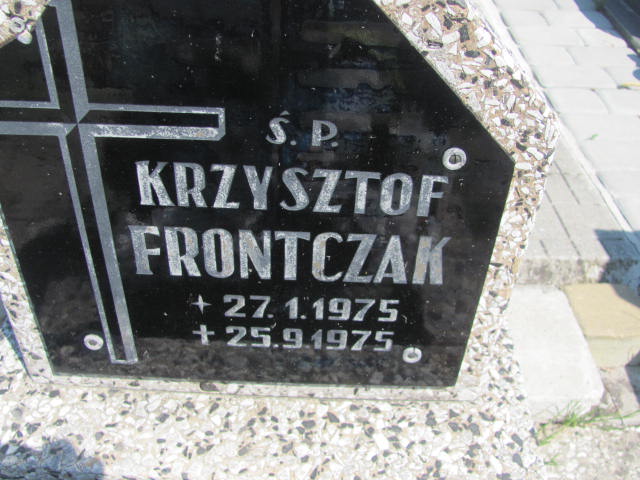 Ś. P.
KRZYSZTOF
FRONTCZAK
+ 27.1.1975
+ 25.9.1975